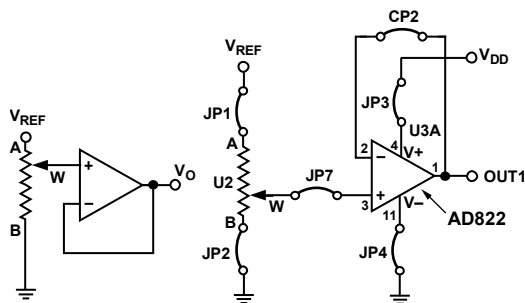 VREF
A
W
B
+
−
VO
VREF
JP1
A
U2
B
W
JP2
JP7
CP2
VDD
JP3
U3A
4
V+
2
−
1
OUT1
+
3
V−
11
AD822
JP4